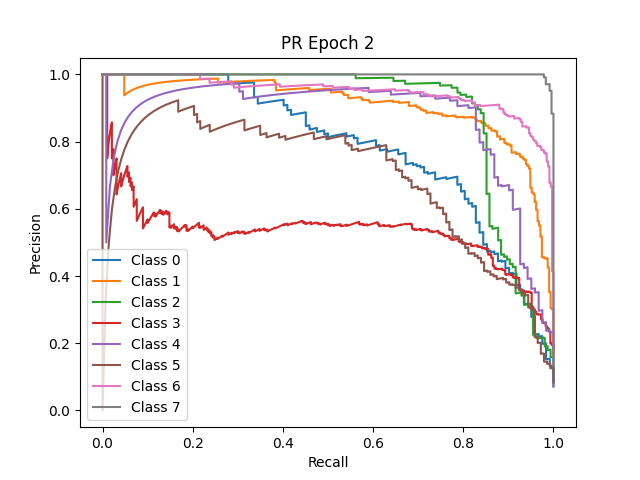 PR Epoch 2
Precision
1.0
0.8
0.6
0.4
0.2
0.0
Class 0
Class 1
Class 2
Class 3
Class 4
Class 5
Class 6
Class 7
0.0 0.2 0.4 0.6 0.8 1.0
Recall